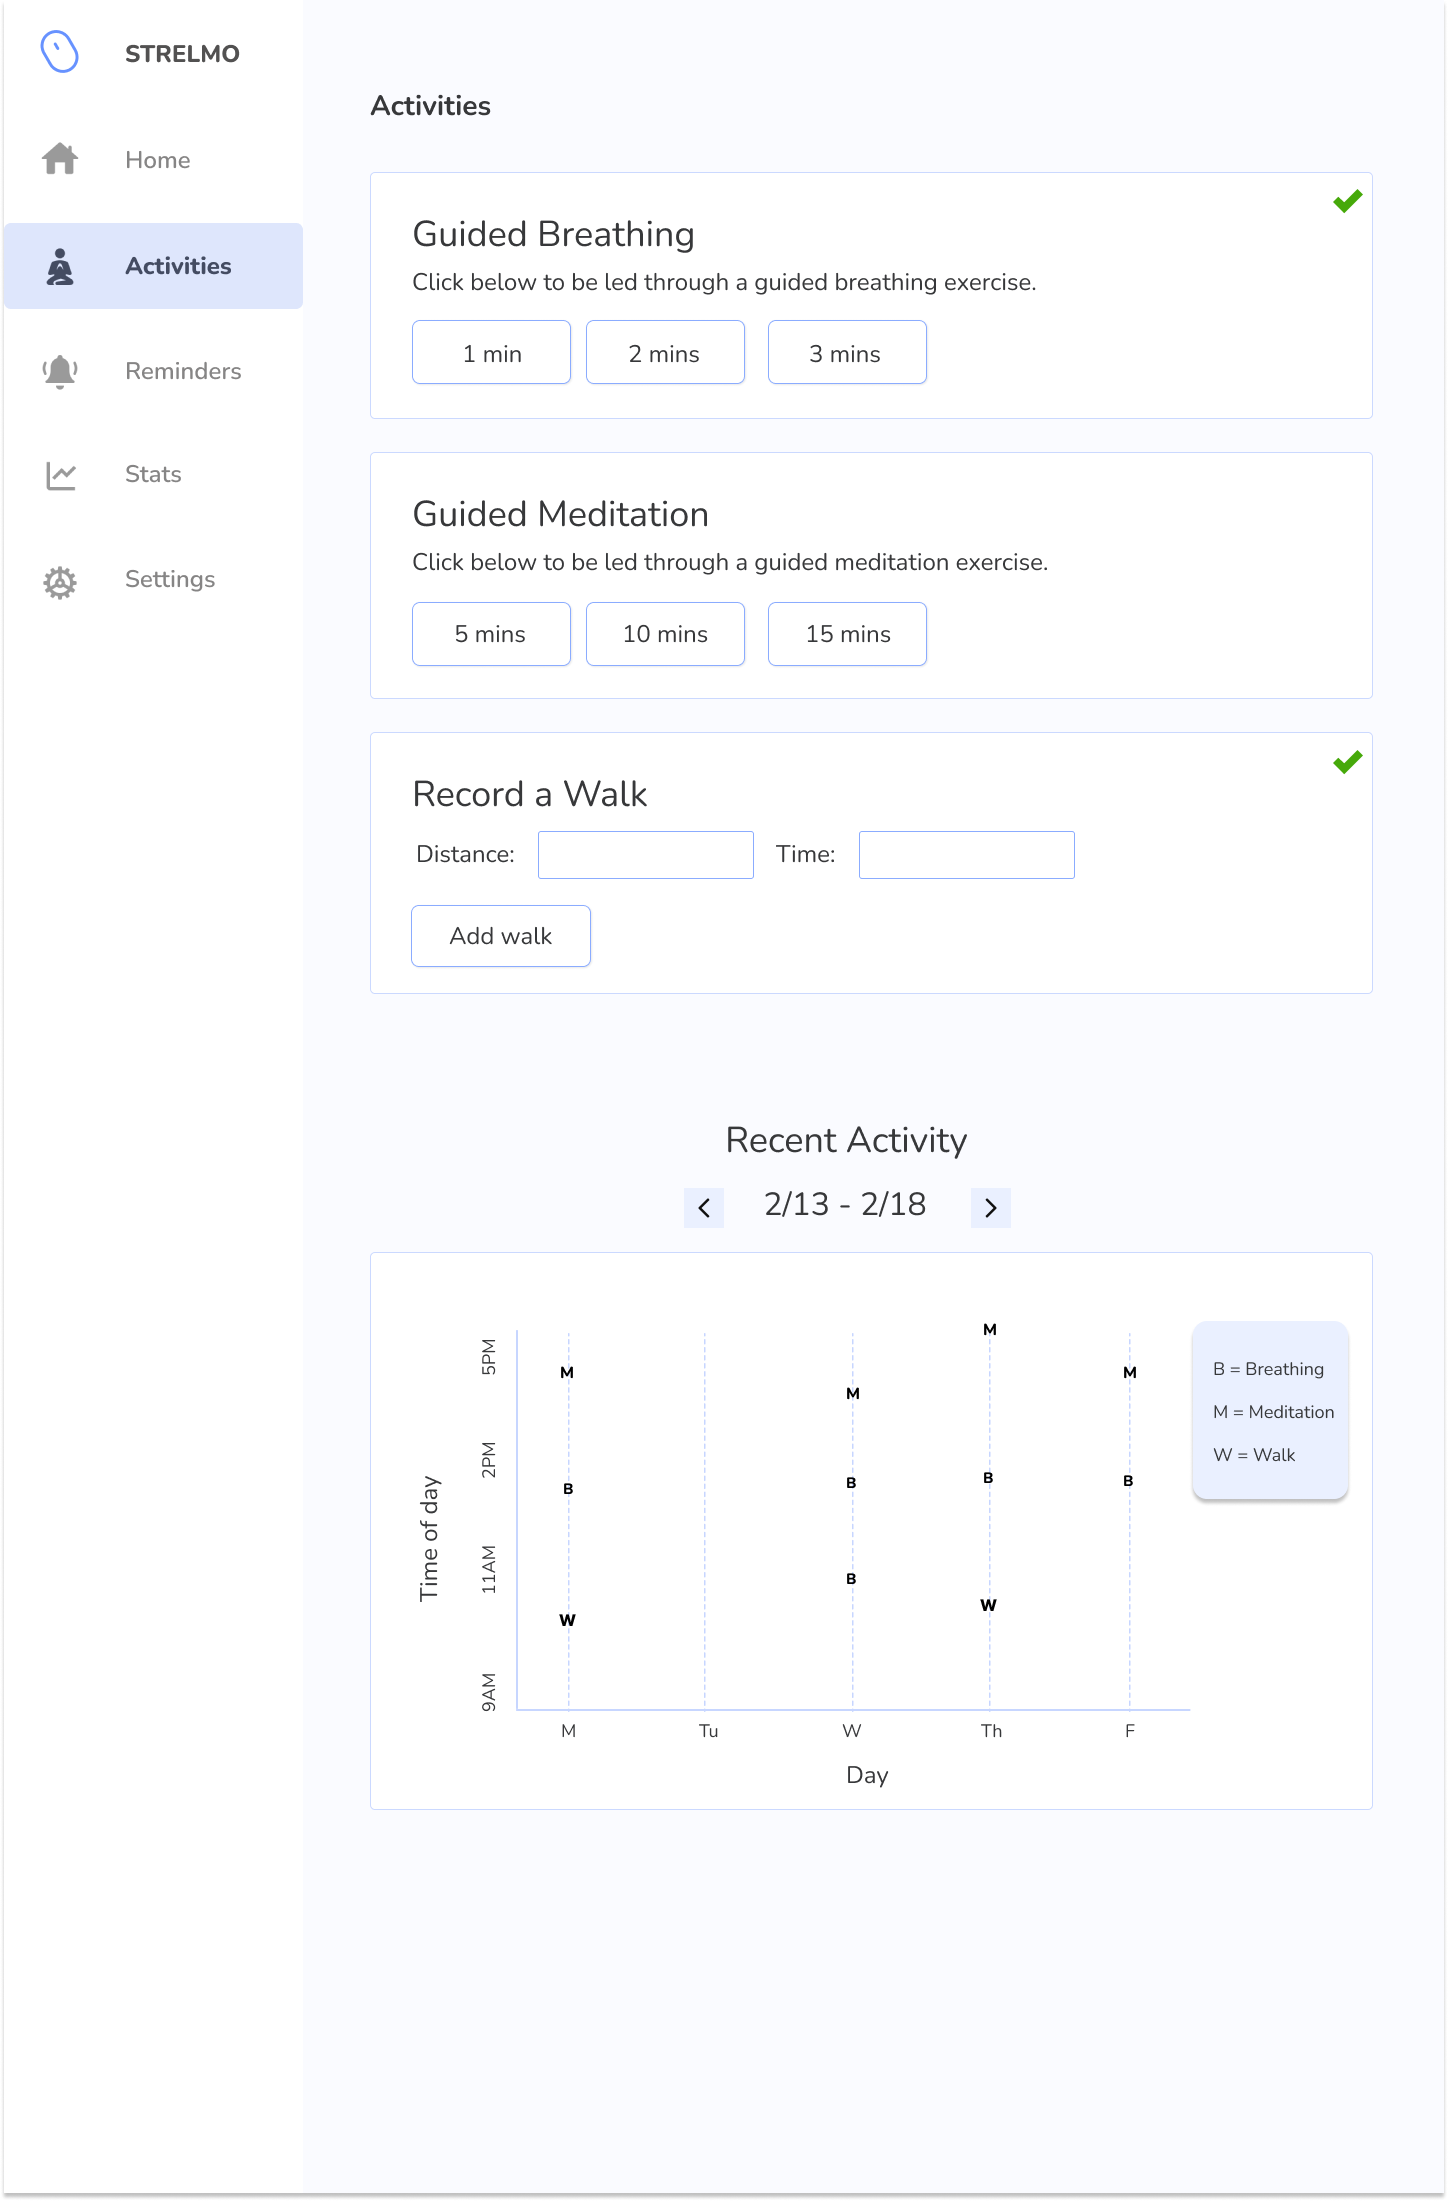 STRELMO
Home
Activities
Reminders
Stats
Settings
Activities
Guided Breathing
Click below to be led through a guided breathing exercise.
1 min
2 mins
3 mins
Guided Meditation
Click below to be led through a guided meditation exercise.
5 mins
10 mins
15 mins
Record a Walk
Distance:
Time:
Add walk
Recent Activity
2/13 - 2/18
Time of day
5PM
2PM
11AM
9AM
M
B
W
M
B
B
M
B
W
M
B
M
Tu
W
Th
F
Day
B = Breathing
M = Meditation
W = Walk